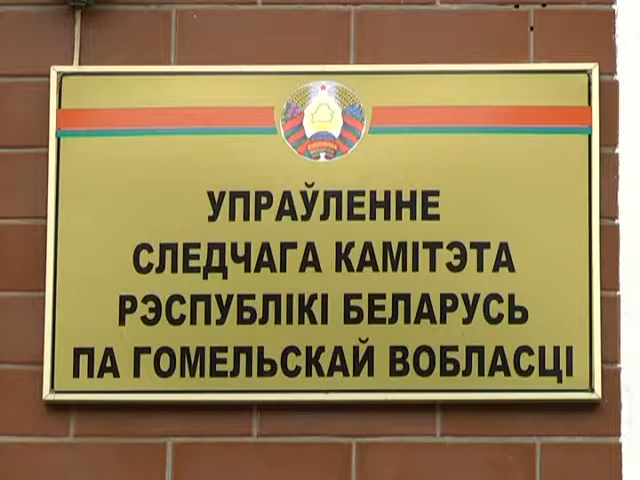 УПРАЎЛЕННЕ
СЛЕДЧАГА КАМІТЭТА
РЭСПУБЛІКІ БЕЛАРУСЬ
ПА ГОМЕЛЬСКАЙ ВОБЛАСЦІ